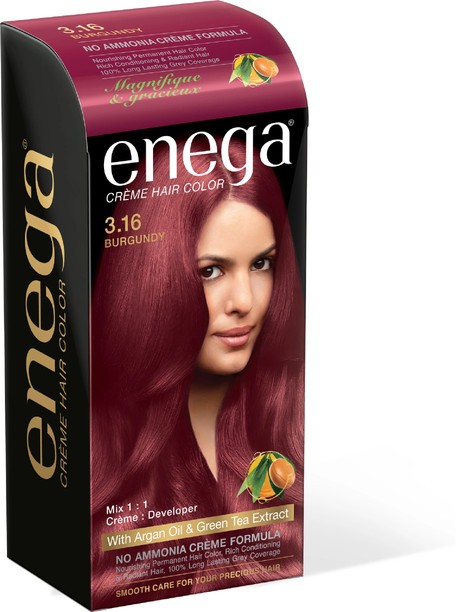 3.16
BURGUNDY
NO AMMONIA CRÈME FORMULA
Nourishing Permanent Hair Color
Rich Conditioning & Radiant Hair
100% Long Lasting Grey Coverage
Magnifique
& gracieux
enega®
CRÈME HAIR COLOR
3.16
BURGUNDY
enega®
CRÈME HAIR COLOR
Mix 1 : 1
Crème : Developer
With Argan Oil & Green Tea Extract
NO AMMONIA CRÈME FORMULA
Nourishing Permanent Hair Color, Rich Conditioning
& Radiant Hair, 100% Long Lasting Grey Coverage
SMOOTH CARE FOR YOUR PRECIOUS HAIR